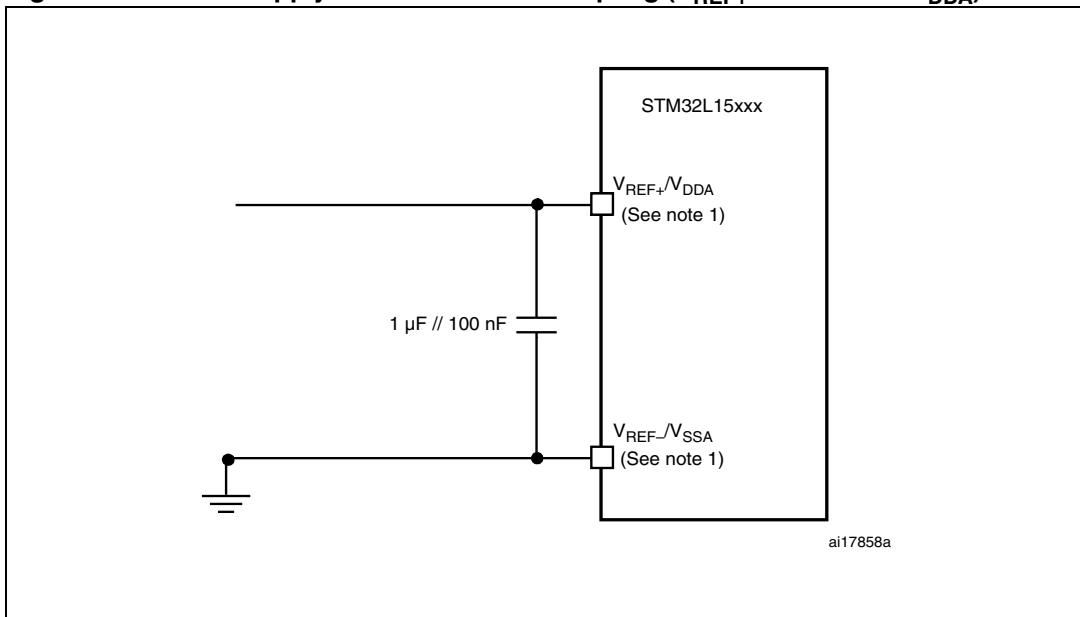 STM32L15xxx
VREF+/VDDA
(See note 1)
1 µF // 100 nF
VREF–/VSSA
(See note 1)
ai17858a